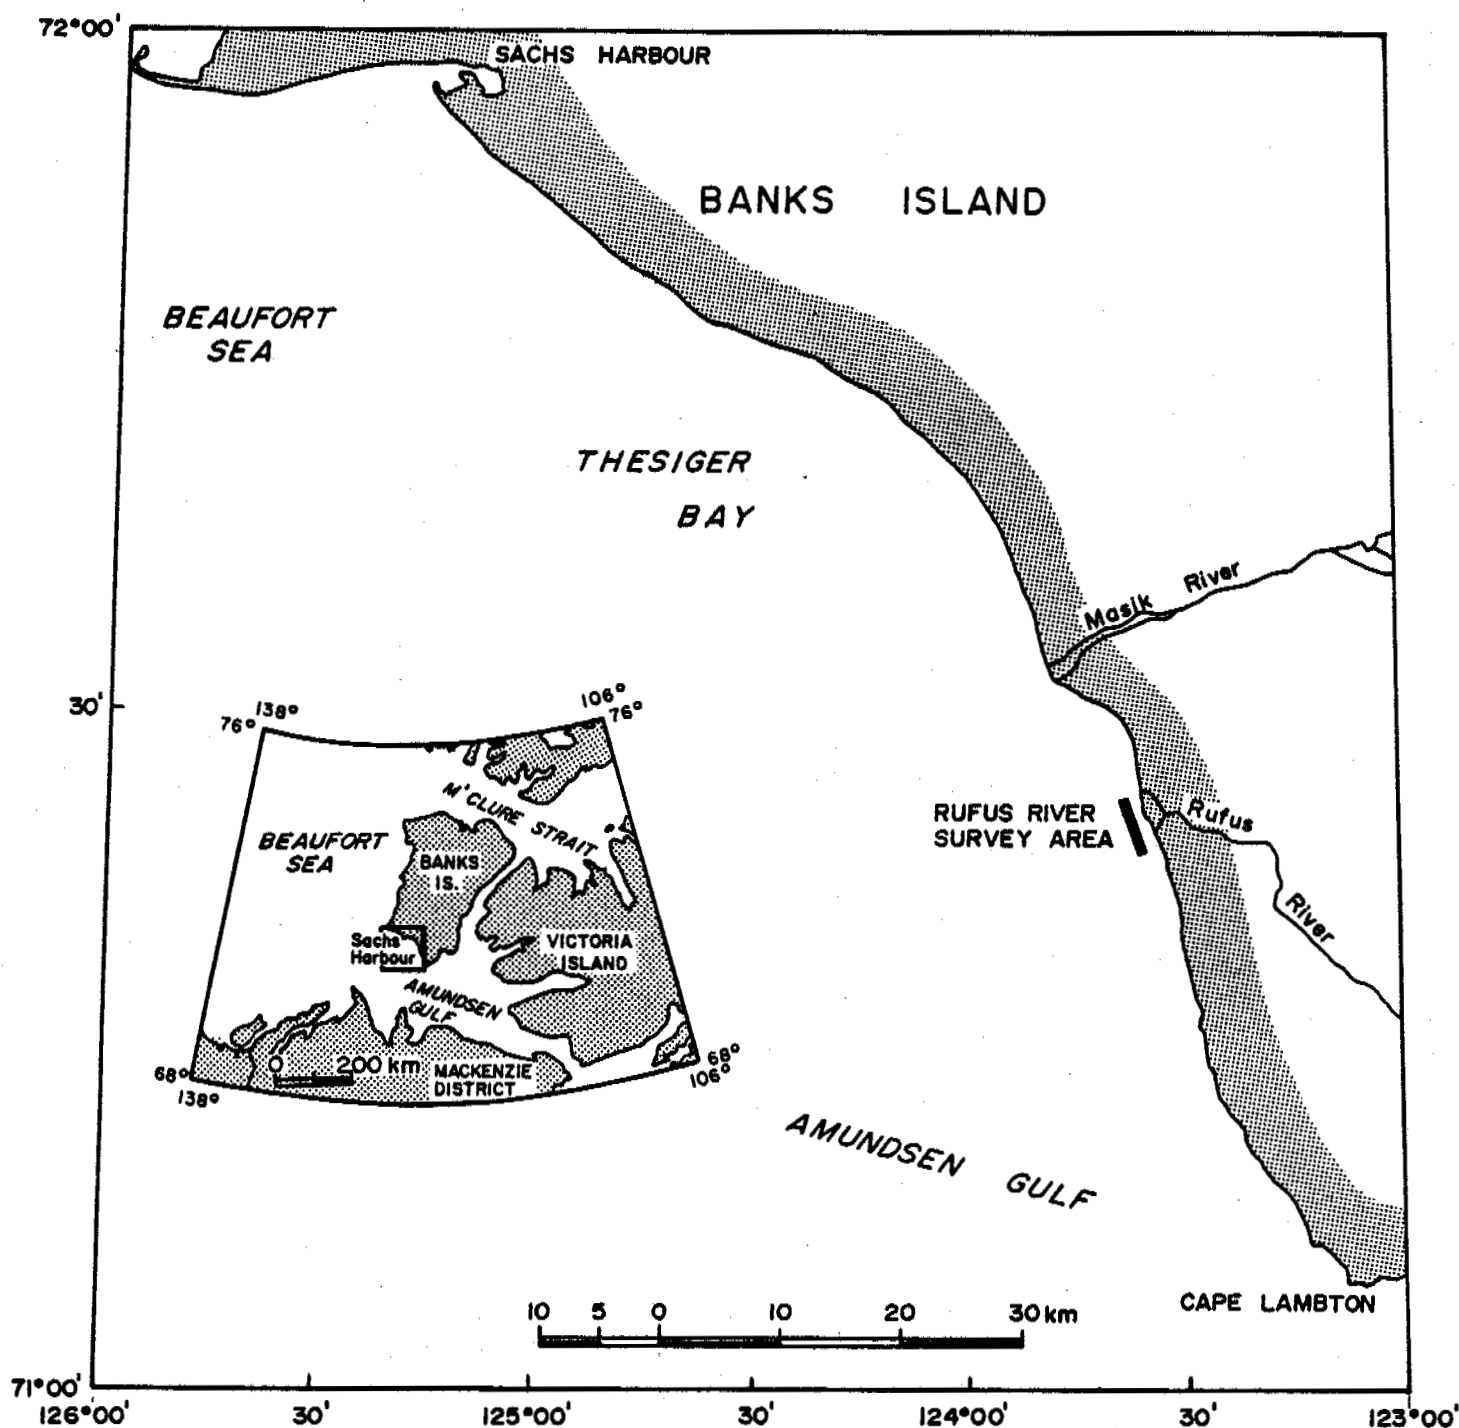 72°00'
SACHS HARBOUR
BANKS ISLAND
BEAUFORT
SEA
THESIGER
BAY
Masik River
30'
138°
76°
106°
76°
M'CLURE STRAIT
BEAUFORT
SEA
BANKS
IS.
Sachs
Harbour
VICTORIA
ISLAND
AMUNDSEN
GULF
0 200 km
MACKENZIE
DISTRICT
68°
138°
68°
106°
RUFUS RIVER
SURVEY AREA
Rufus
River
AMUNDSEN GULF
CAPE LAMBTON
10 5 0 10 20 30 km
71°00'
126°00' 30' 125°00' 30' 124°00' 30' 123°00'